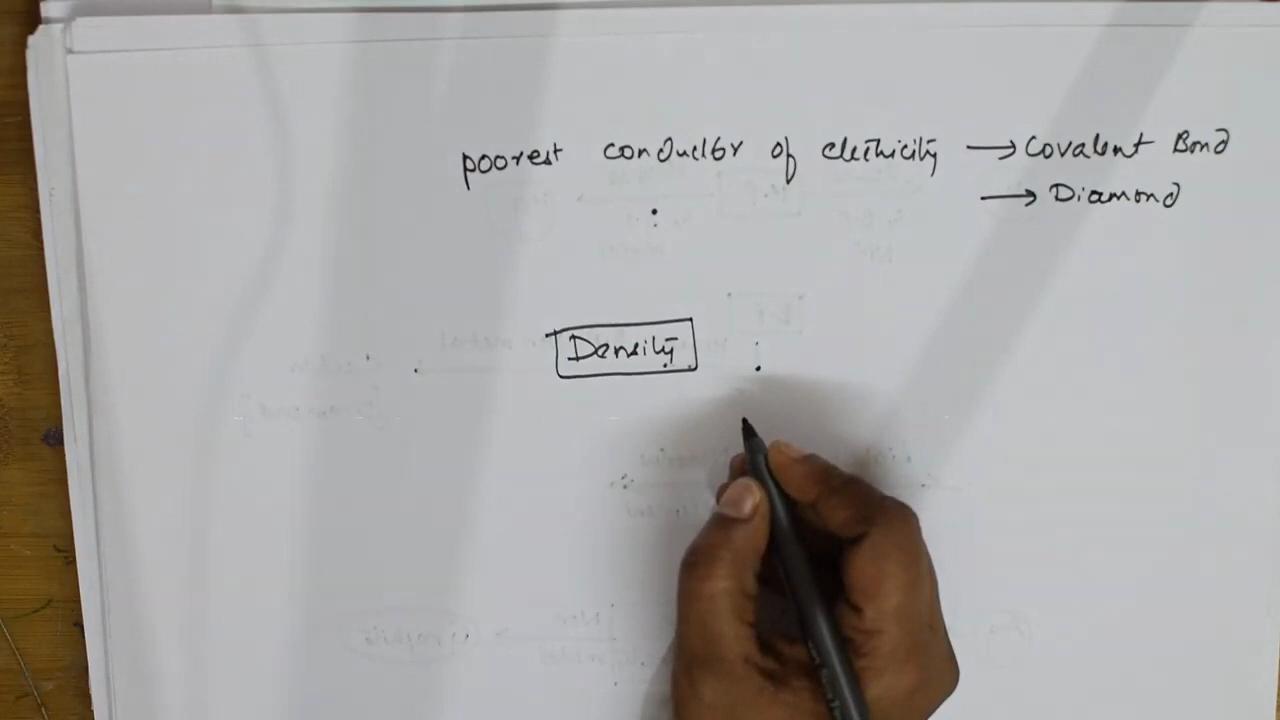 poorest conductor of electricity → Covalent Bond
→ Diamond
Density